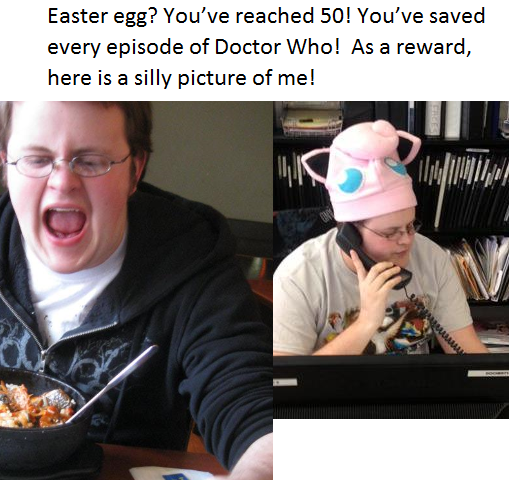 Easter egg? You’ve reached 50! You’ve saved
every episode of Doctor Who!  As a reward,
here is a silly picture of me!